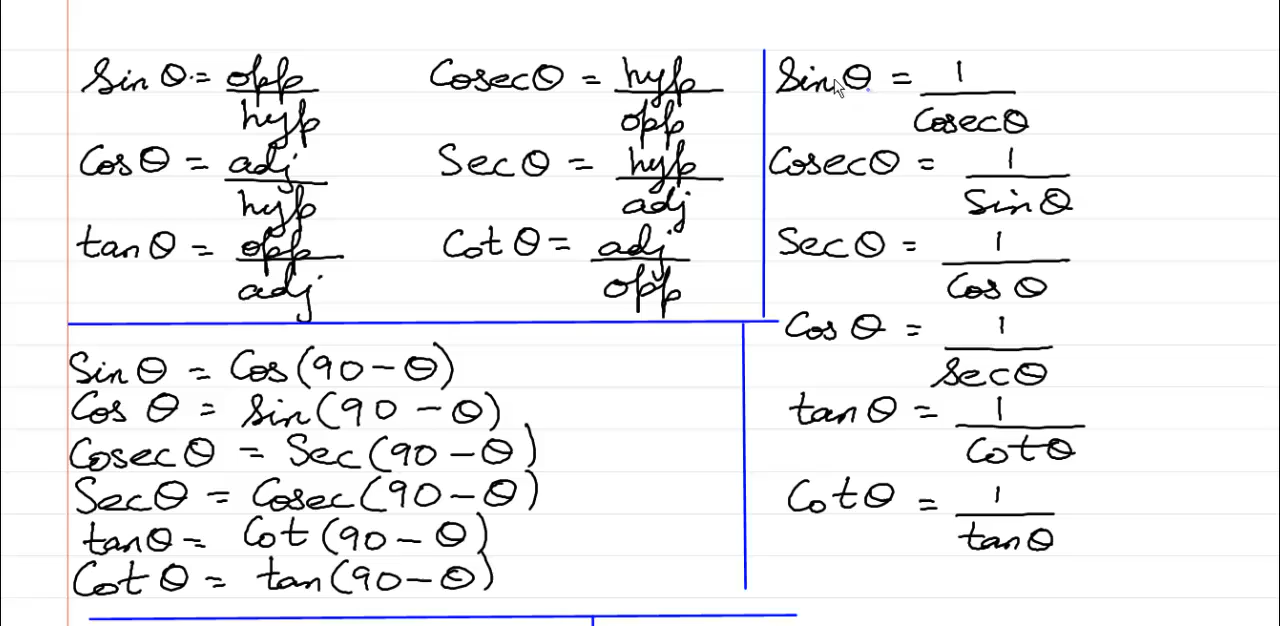 Sin θ = opp/hyp
Cosec θ = hyp/opp
Cos θ = adj/hyp
Sec θ = hyp/adj
tan θ = opp/adj
Cot θ = adj/opp
Sin θ = Cos(90 − θ)
Cos θ = Sin(90 − θ)
Cosec θ = Sec(90 − θ)
Sec θ = Cosec(90 − θ)
tan θ = Cot(90 − θ)
Cot θ = tan(90 − θ)
Sin θ = 1/Cosec θ
Cosec θ = 1/Sin θ
Sec θ = 1/Cos θ
Cos θ = 1/Sec θ
tan θ = 1/Cot θ
Cot θ = 1/tan θ